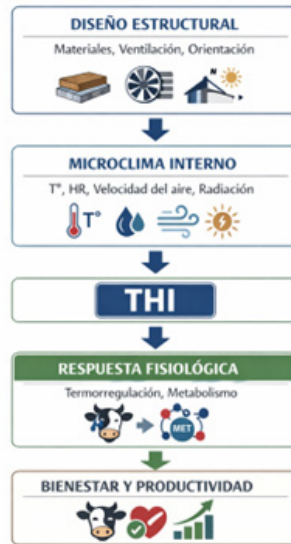 DISEÑO ESTRUCTURAL
Materiales, Ventilación, Orientación
N
MICROCLIMA INTERNO
T°, HR, Velocidad del aire, Radiación
T°
THI
RESPUESTA FISIOLÓGICA
Termorregulación, Metabolismo
MET
BIENESTAR Y PRODUCTIVIDAD